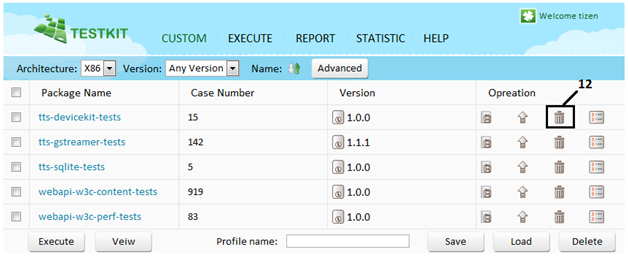 Welcome tizen
TESTKIT
CUSTOM EXECUTE REPORT STATISTIC HELP
Architecture: X86 Version: Any Version Name: Advanced
12
Package Name Case Number Version Opreation
tts-devicekit-tests 15 1.0.0
tts-gstreamer-tests 142 1.1.1
tts-sqlite-tests 5 1.0.0
webapi-w3c-content-tests 919 1.0.0
webapi-w3c-perf-tests 83 1.0.0
Execute Veiw Profile name: Save Load Delete